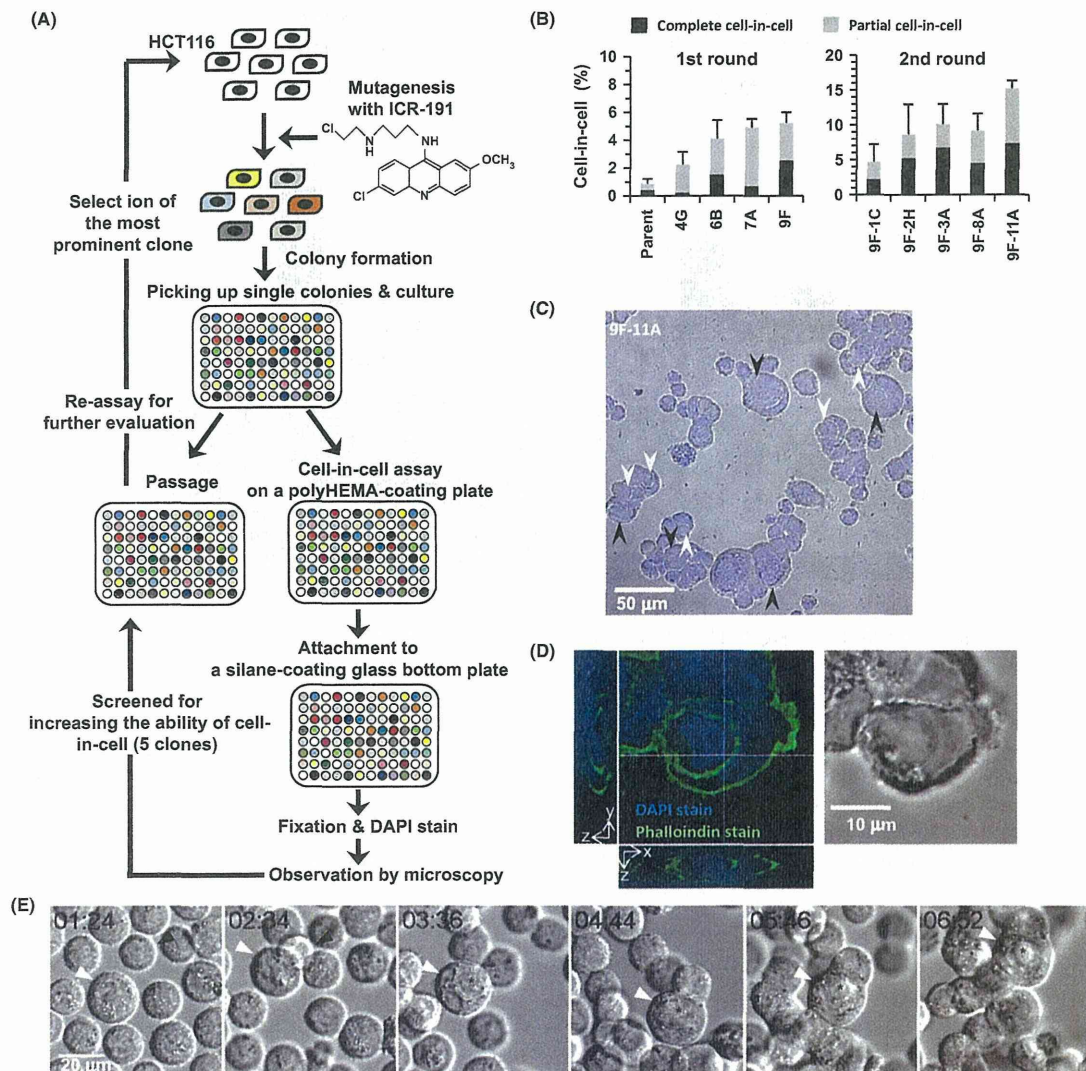 (A)
HCT116
Mutagenesis
with ICR-191
Cl
N
H
NH
OCH3
Cl
N
Select ion of
the most
prominent clone
Colony formation
Picking up single colonies & culture
Re-assay for
further evaluation
Passage
Cell-in-cell assay
on a polyHEMA-coating plate
Attachment to
a silane-coating glass bottom plate
Screened for
increasing the ability of cell-
in-cell (5 clones)
Fixation & DAPI stain
Observation by microscopy
(B)
Complete cell-in-cell
Partial cell-in-cell
Cell-in-cell (%)
1st round
10
8
6
4
2
0
Parent
4G
6B
7A
9F
2nd round
20
15
10
5
0
9F-1C
9F-2H
9F-3A
9F-8A
9F-11A
(C)
9F-11A
50 μm
(D)
DAPI stain
Phalloindin stain
y
z
x
z
10 μm
(E)
01:24
02:34
03:36
04:44
05:46
06:52
20 μm